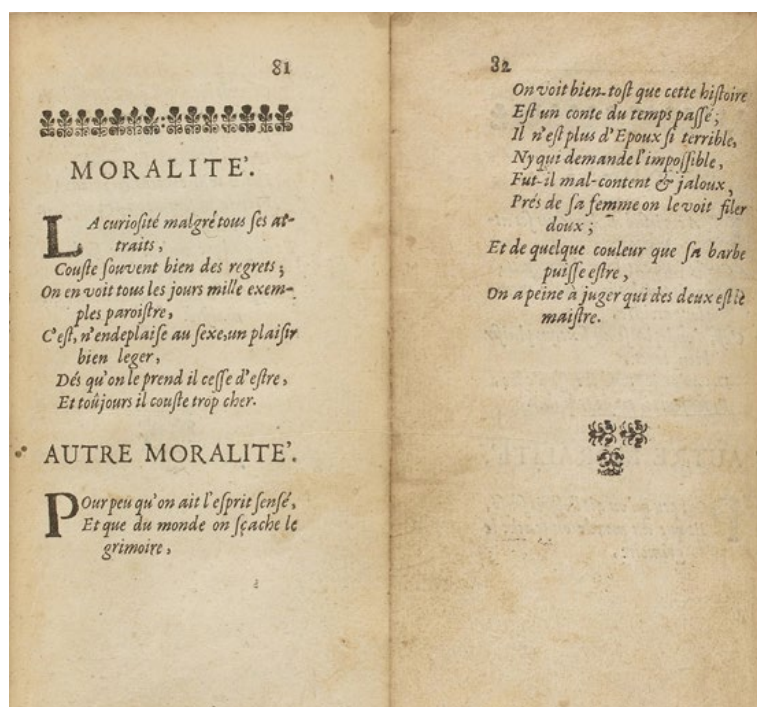 81
MORALITE'.
LA curiosité malgré tous ses at-
traits,
Couste souvent bien des regrets;
On en voit tous les jours mille exem-
ples paroistre,
C'est, n'endeplaise au sexe, un plaisir
bien leger,
Dés qu'on le prend il cesse d'estre,
Et toûjours il couste trop cher.
AUTRE MORALITE'.
POur peu qu'on ait l'esprit sensé,
Et que du monde on sçache le
grimoire,
82
On voit bien-tost que cette histoire
Est un conte du temps passé;
Il n'est plus d'Epoux si terrible,
Ny qui demande l'impossible,
Fut-il mal-content & jaloux,
Prés de sa femme on le voit filer
doux;
Et de quelque couleur que sa barbe
puisse estre,
On a peine à juger qui des deux est le
maistre.